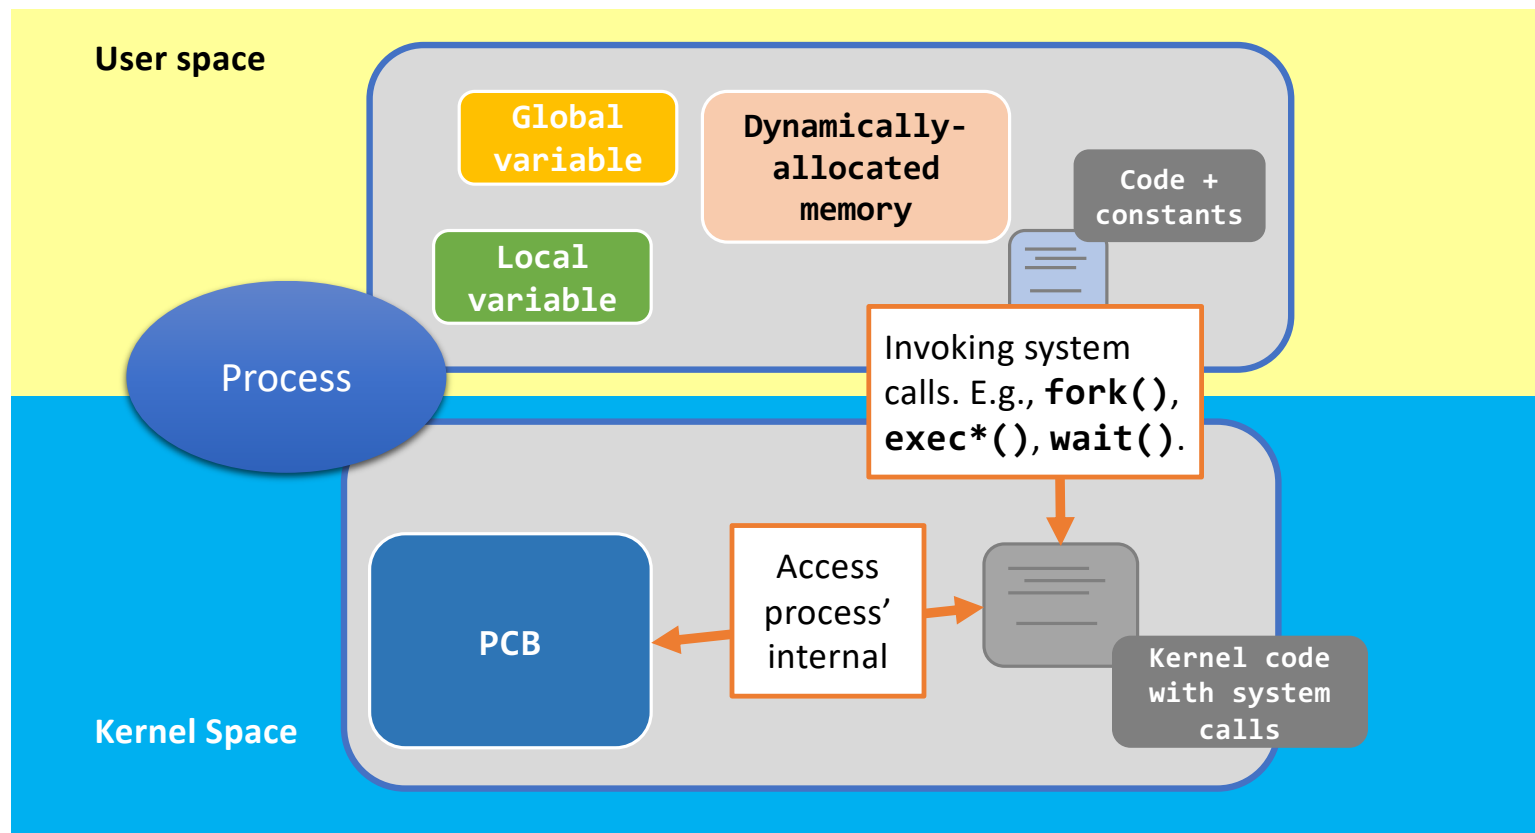 User space
Global
variable
Dynamically-
allocated
memory
Code +
constants
Local
variable
Process
Invoking system
calls. E.g., fork(),
exec*(), wait().
PCB
Access
process’
internal
Kernel code
with system
calls
Kernel Space